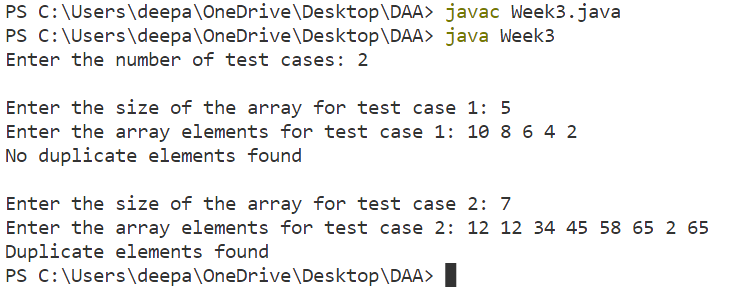 PS C:\Users\deepa\OneDrive\Desktop\DAA> javac Week3.java
PS C:\Users\deepa\OneDrive\Desktop\DAA> java Week3
Enter the number of test cases: 2
Enter the size of the array for test case 1: 5
Enter the array elements for test case 1: 10 8 6 4 2
No duplicate elements found
Enter the size of the array for test case 2: 7
Enter the array elements for test case 2: 12 12 34 45 58 65 2 65
Duplicate elements found
PS C:\Users\deepa\OneDrive\Desktop\DAA>